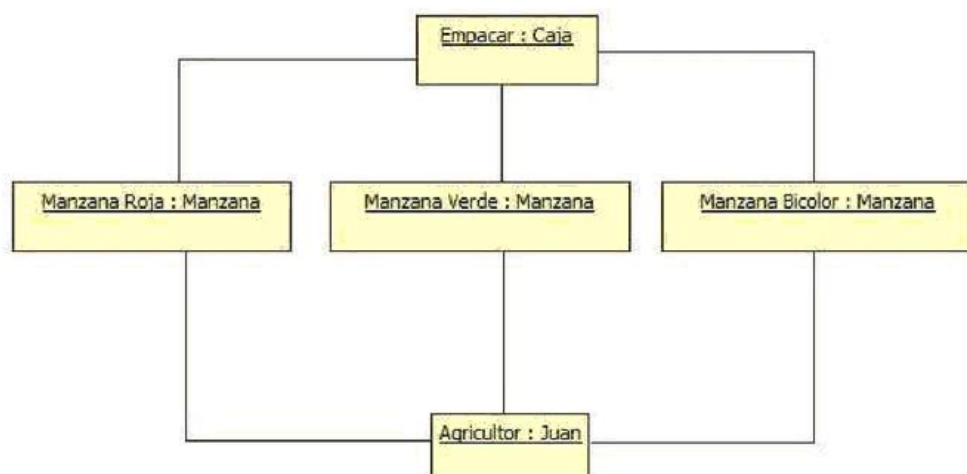 Empacar : Caja
Manzana Roja : Manzana
Manzana Verde : Manzana
Manzana Bicolor : Manzana
Agricultor : Juan